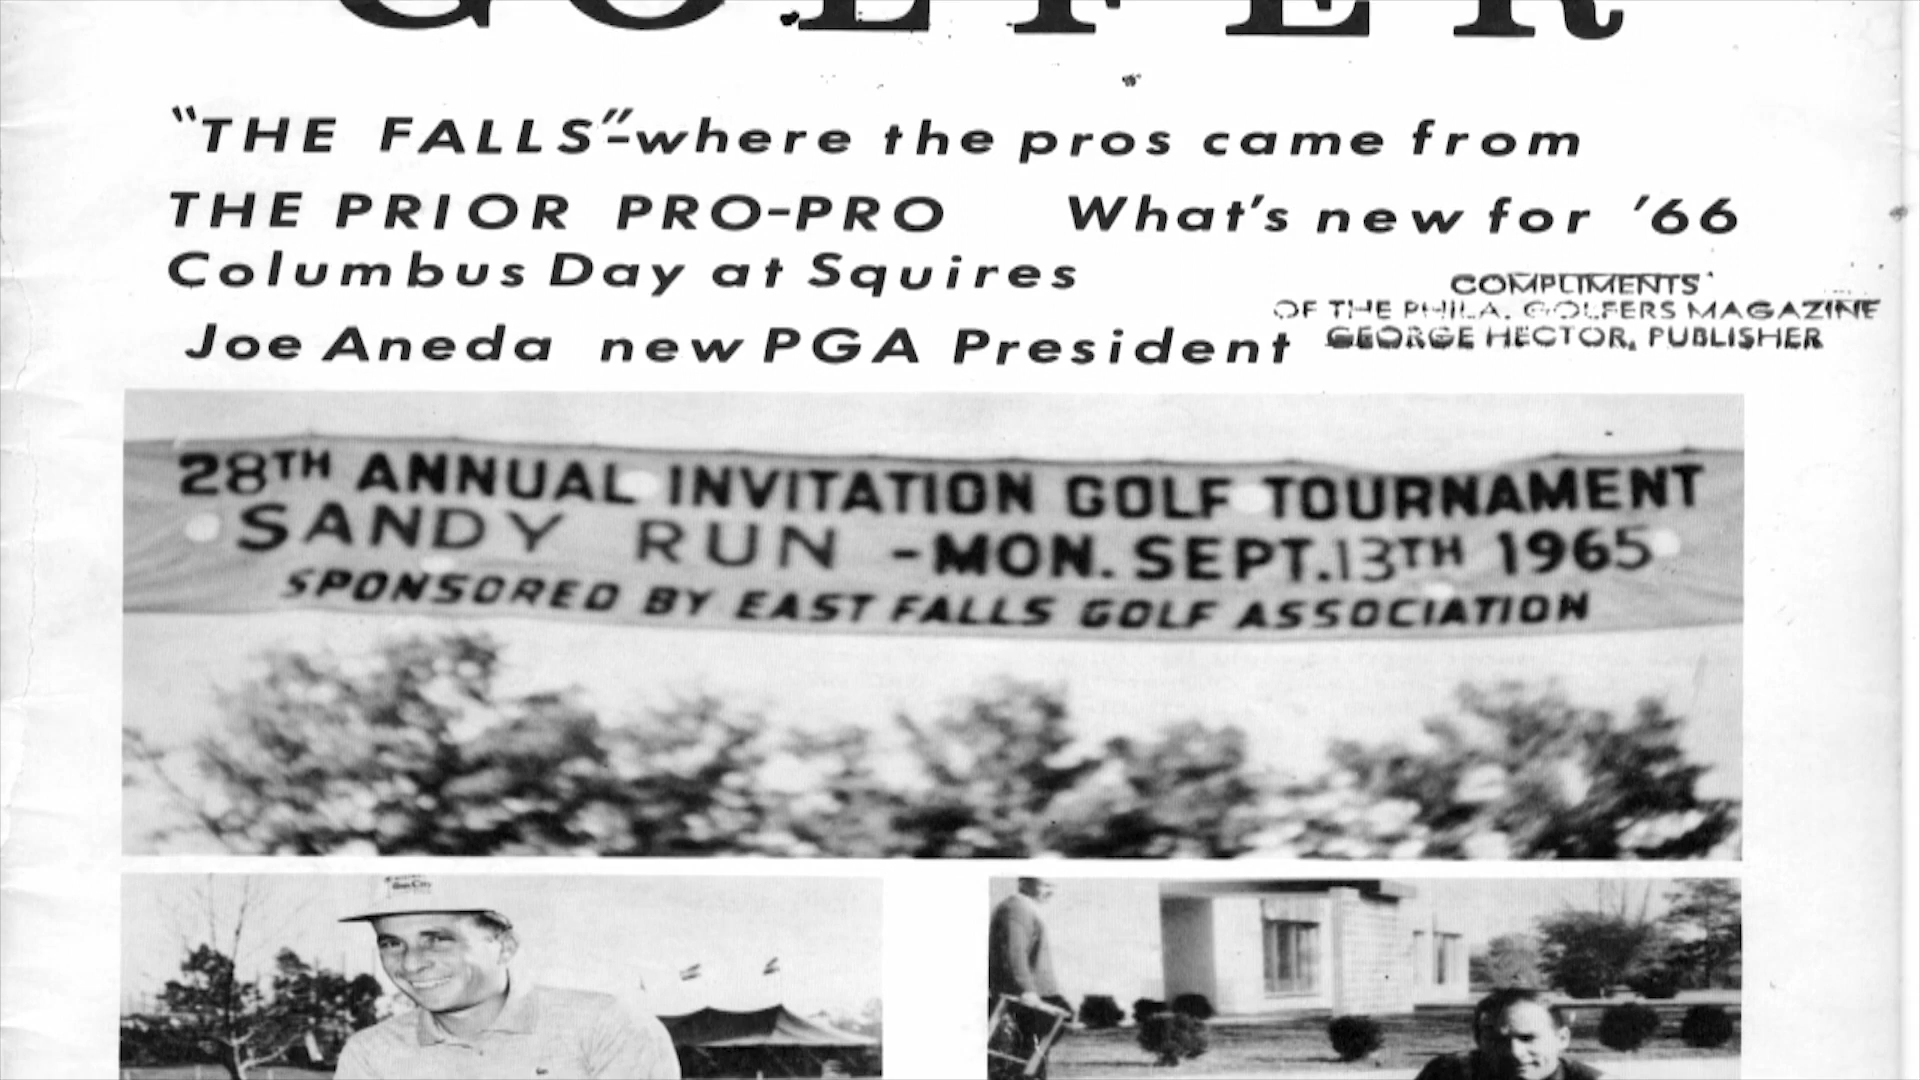 GOLFER
"THE FALLS"-where the pros came from
THE PRIOR PRO-PRO What's new for '66
Columbus Day at Squires
Joe Aneda new PGA President
COMPLIMENTS
OF THE PHILA. GOLFERS MAGAZINE
GEORGE HECTOR, PUBLISHER
28TH ANNUAL INVITATION GOLF TOURNAMENT
SANDY RUN -MON. SEPT. 13TH 1965
SPONSORED BY EAST FALLS GOLF ASSOCIATION